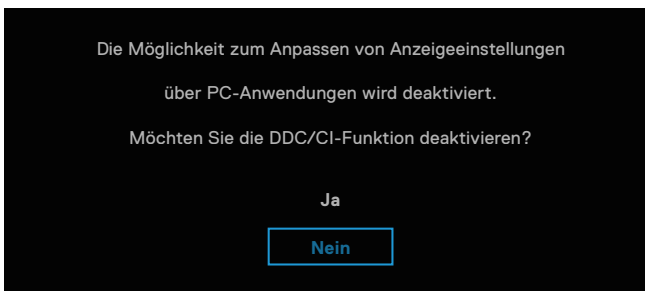 Die Möglichkeit zum Anpassen von Anzeigeeinstellungen
über PC-Anwendungen wird deaktiviert.
Möchten Sie die DDC/CI-Funktion deaktivieren?
Ja
Nein